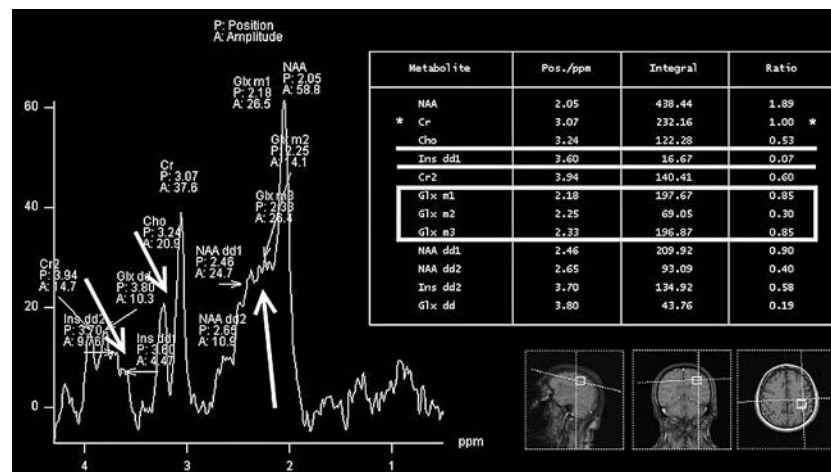 P: Position
A: Amplitude
NAA
P: 2.05
A: 58.8
Glx m1
P: 2.18
A: 26.5
Glx m2
P: 2.25
A: 14.1
Glx m3
P: 2.33
A: 26.4
Cr
P: 3.07
A: 37.6
Cho
P: 3.24
A: 20.9
NAA dd1
P: 2.46
A: 24.7
NAA dd2
P: 2.65
A: 10.9
Cr2
P: 3.94
A: 14.7
Glx dd
P: 3.80
A: 10.3
Ins dd2
P: 3.70
A: 9.76
Ins dd1
P: 3.60
A: 4.47
60
40
20
0
4 3 2 1
ppm
Metabolite Pos./ppm Integral Ratio
NAA 2.05 438.44 1.89
* Cr 3.07 232.16 1.00 *
Cho 3.24 122.28 0.53
Ins dd1 3.60 16.67 0.07
Cr2 3.94 140.41 0.60
Glx m1 2.18 197.67 0.85
Glx m2 2.25 69.05 0.30
Glx m3 2.33 196.87 0.85
NAA dd1 2.46 209.92 0.90
NAA dd2 2.65 93.09 0.40
Ins dd2 3.70 134.92 0.58
Glx dd 3.80 43.76 0.19